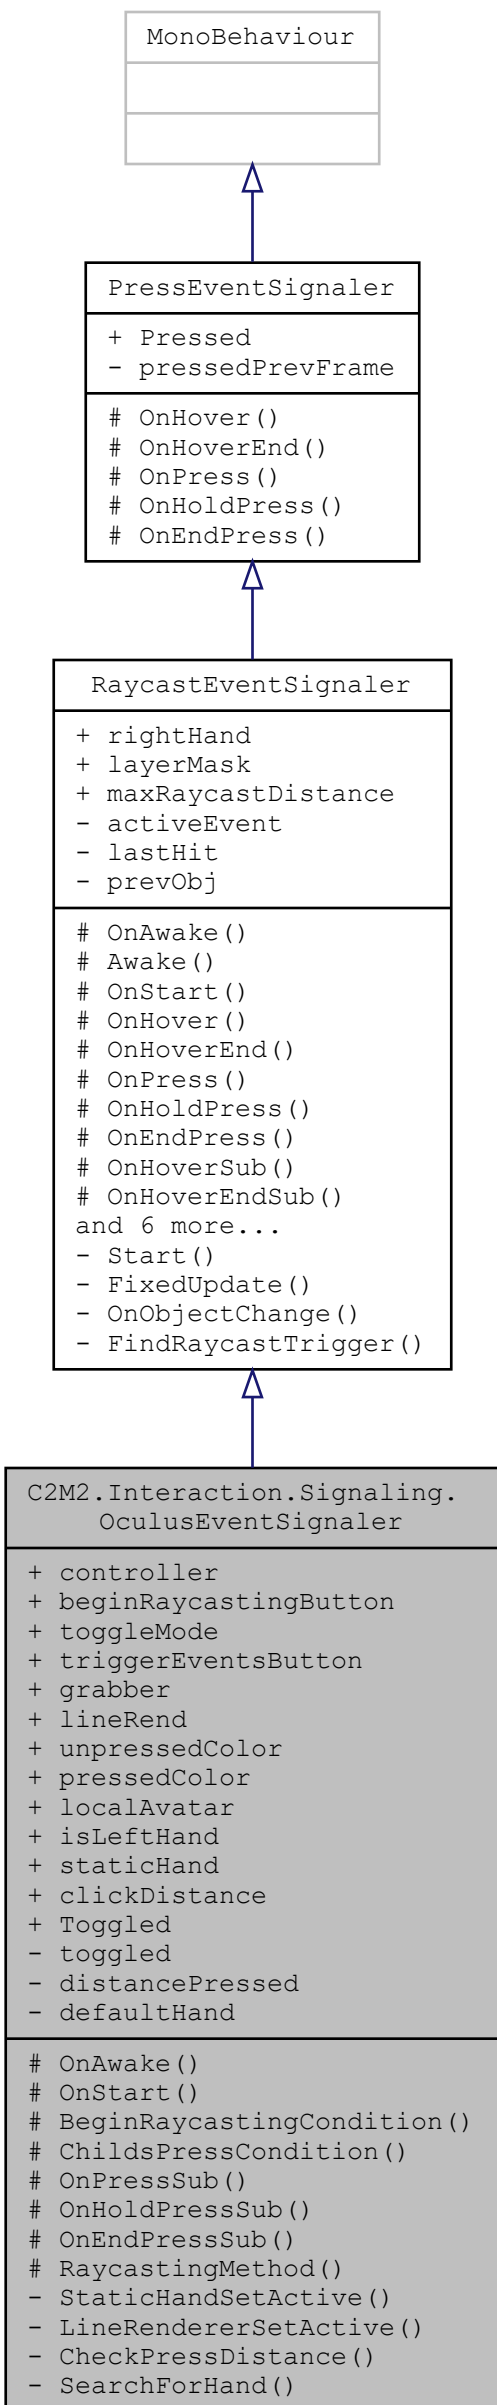 MonoBehaviour
PressEventSignaler
+ Pressed
- pressedPrevFrame
# OnHover()
# OnHoverEnd()
# OnPress()
# OnHoldPress()
# OnEndPress()
RaycastEventSignaler
+ rightHand
+ layerMask
+ maxRaycastDistance
- activeEvent
- lastHit
- prevObj
# OnAwake()
# Awake()
# OnStart()
# OnHover()
# OnHoverEnd()
# OnPress()
# OnHoldPress()
# OnEndPress()
# OnHoverSub()
# OnHoverEndSub()
and 6 more...
- Start()
- FixedUpdate()
- OnObjectChange()
- FindRaycastTrigger()
C2M2.Interaction.Signaling.
OculusEventSignaler
+ controller
+ beginRaycastingButton
+ toggleMode
+ triggerEventsButton
+ grabber
+ lineRend
+ unpressedColor
+ pressedColor
+ localAvatar
+ isLeftHand
+ staticHand
+ clickDistance
+ Toggled
- toggled
- distancePressed
- defaultHand
# OnAwake()
# OnStart()
# BeginRaycastingCondition()
# ChildsPressCondition()
# OnPressSub()
# OnHoldPressSub()
# OnEndPressSub()
# RaycastingMethod()
- StaticHandSetActive()
- LineRendererSetActive()
- CheckPressDistance()
- SearchForHand()